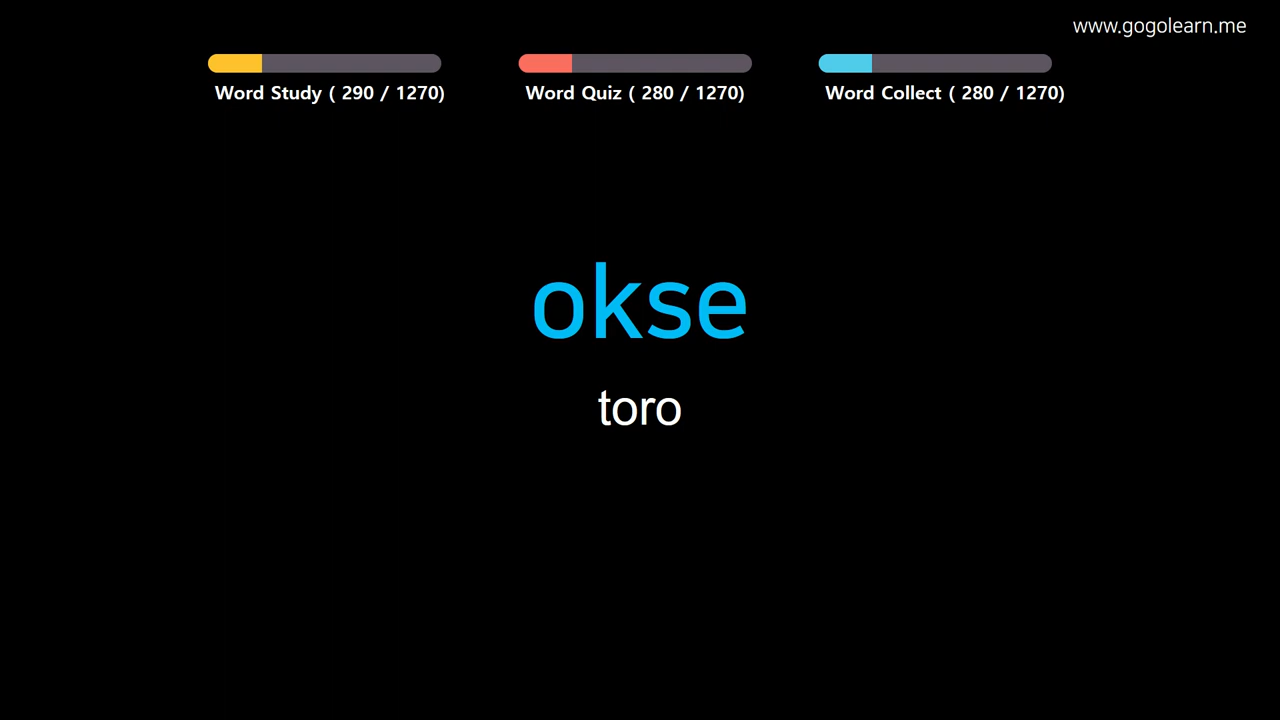 www.gogolearn.me
Word Study ( 290 / 1270)
Word Quiz ( 280 / 1270)
Word Collect ( 280 / 1270)
okse
toro